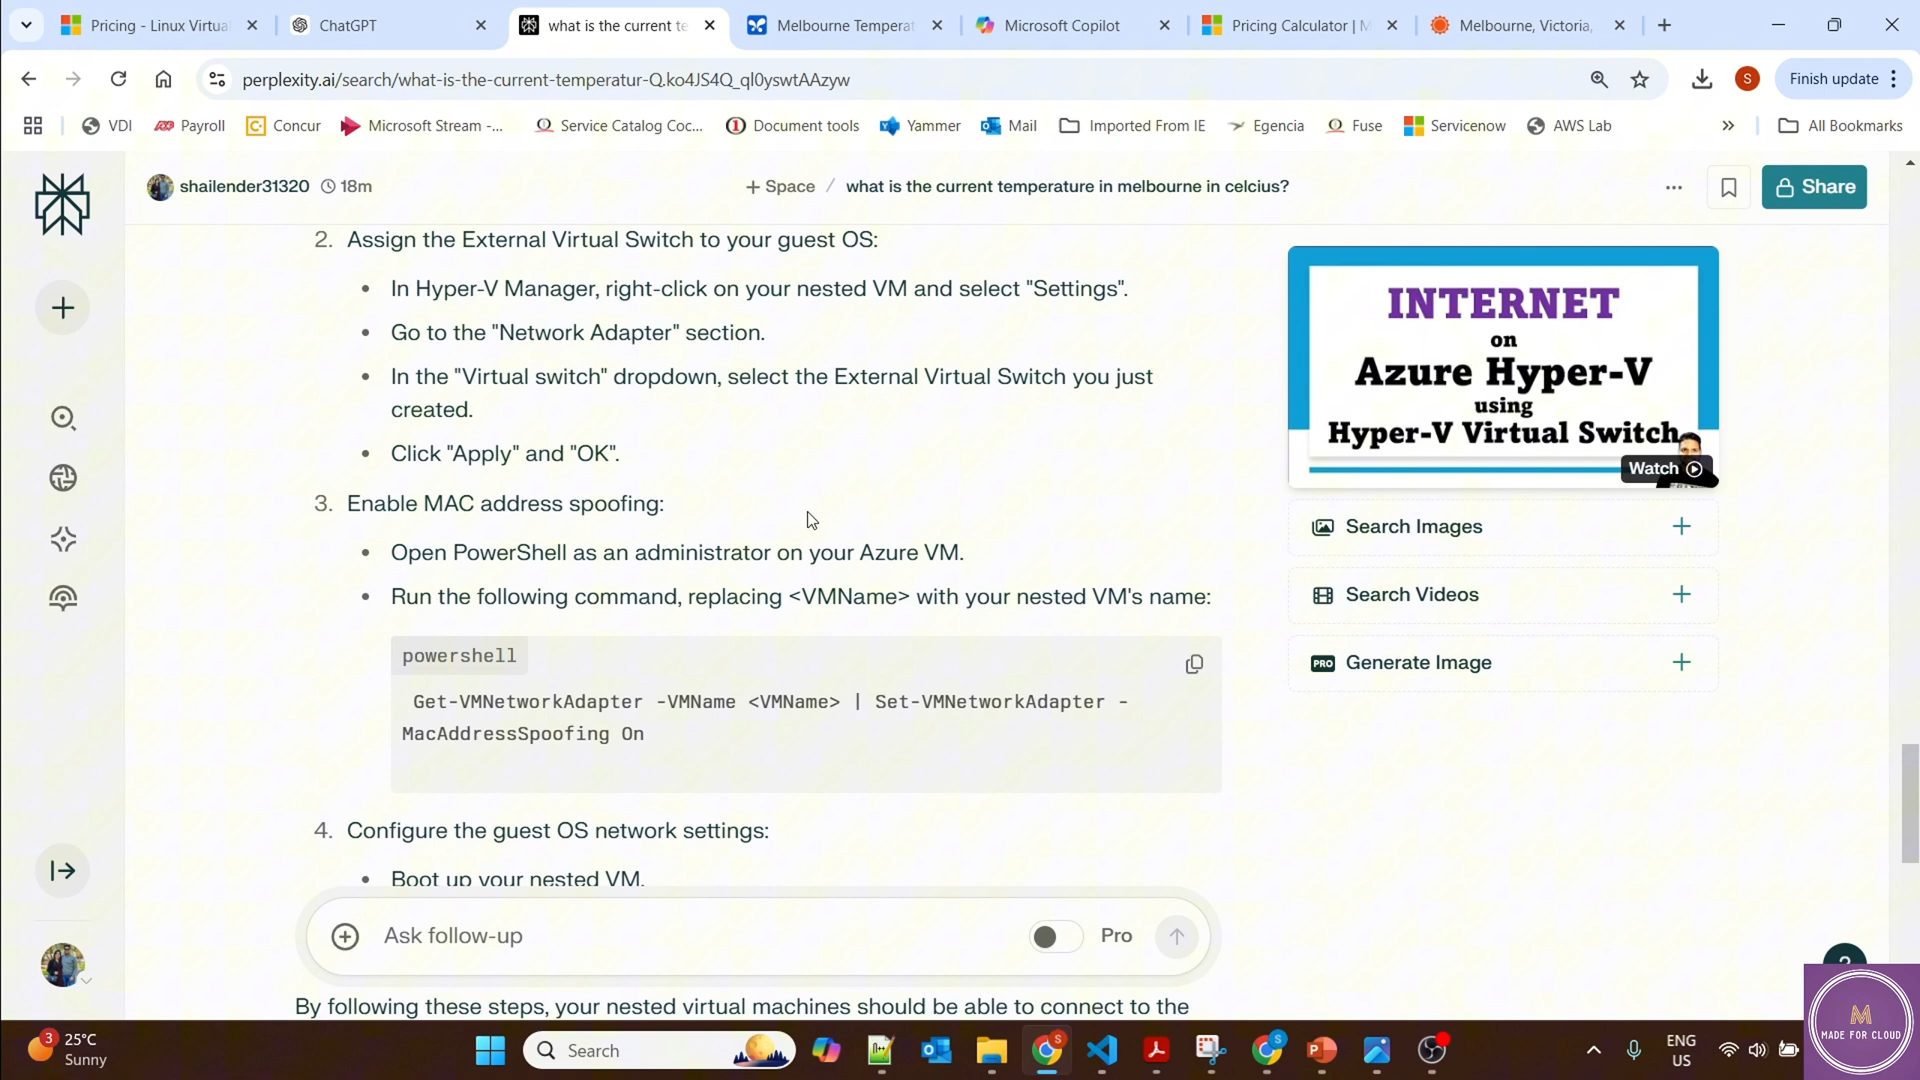 Pricing - Linux Virtual
ChatGPT
what is the current te
Melbourne Temperat
Microsoft Copilot
Pricing Calculator | M
Melbourne, Victoria,
perplexity.ai/search/what-is-the-current-temperatur-Q.ko4JS4Q_ql0yswtAAzyw
S
Finish update
VDI
Payroll
Concur
Microsoft Stream -...
Service Catalog Coc...
Document tools
Yammer
Mail
Imported From IE
Egencia
Fuse
Servicenow
AWS Lab
All Bookmarks
shailender31320
18m
+ Space / what is the current temperature in melbourne in celcius?
Share
2. Assign the External Virtual Switch to your guest OS:
• In Hyper-V Manager, right-click on your nested VM and select "Settings".
• Go to the "Network Adapter" section.
• In the "Virtual switch" dropdown, select the External Virtual Switch you just
created.
• Click "Apply" and "OK".
3. Enable MAC address spoofing:
• Open PowerShell as an administrator on your Azure VM.
• Run the following command, replacing <VMName> with your nested VM's name:
powershell
Get-VMNetworkAdapter -VMName <VMName> | Set-VMNetworkAdapter -
MacAddressSpoofing On
4. Configure the guest OS network settings:
• Boot up your nested VM.
Ask follow-up
Pro
By following these steps, your nested virtual machines should be able to connect to the
INTERNET
on
Azure Hyper-V
using
Hyper-V Virtual Switch
Watch
Search Images
Search Videos
PRO Generate Image
?
M
MADE FOR CLOUD
3
25°C
Sunny
Search
ENG
US